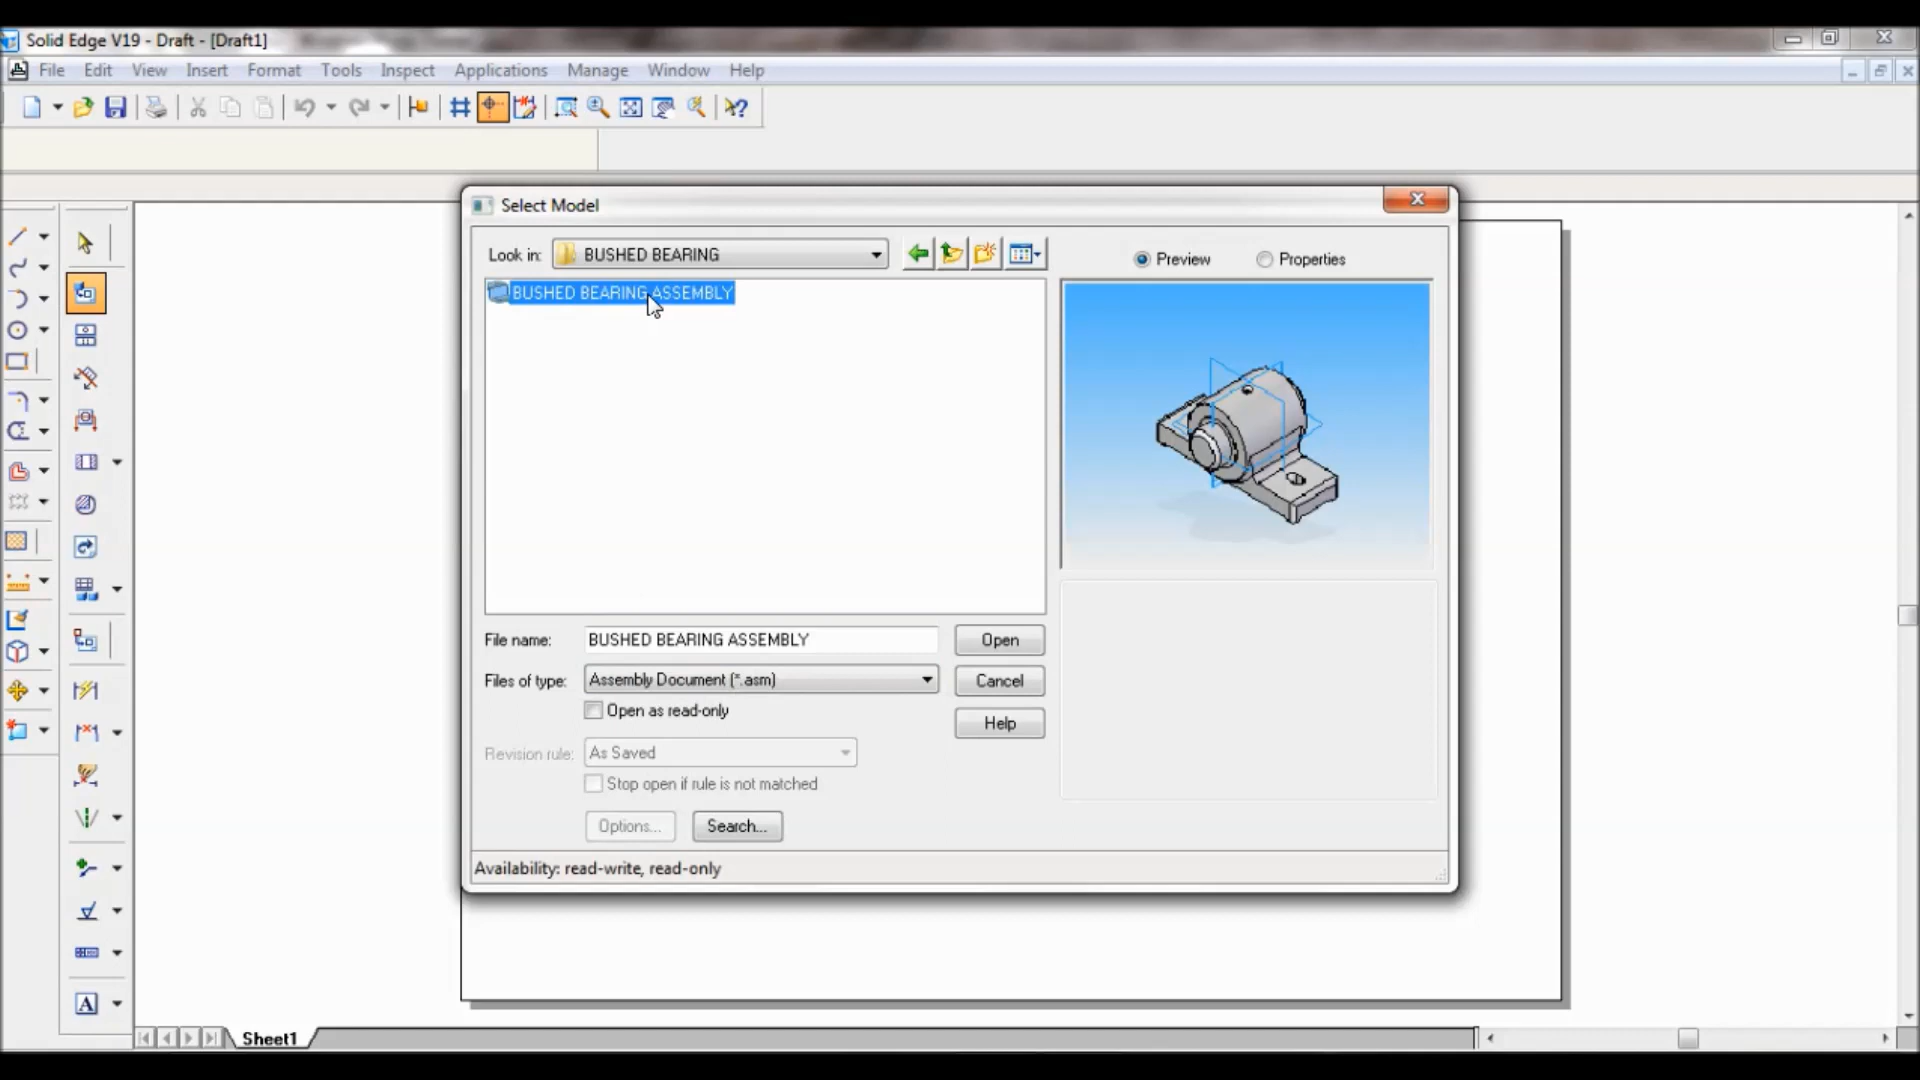 Solid Edge V19 - Draft - [Draft1]
File Edit View Insert Format Tools Inspect Applications Manage Window Help
Select Model
Look in: BUSHED BEARING
Preview Properties
BUSHED BEARING ASSEMBLY
File name: BUSHED BEARING ASSEMBLY Open
Files of type: Assembly Document (*.asm) Cancel
Open as read-only
Help
Revision rule: As Saved
Stop open if rule is not matched
Options... Search...
Availability: read-write, read-only
A
Sheet1